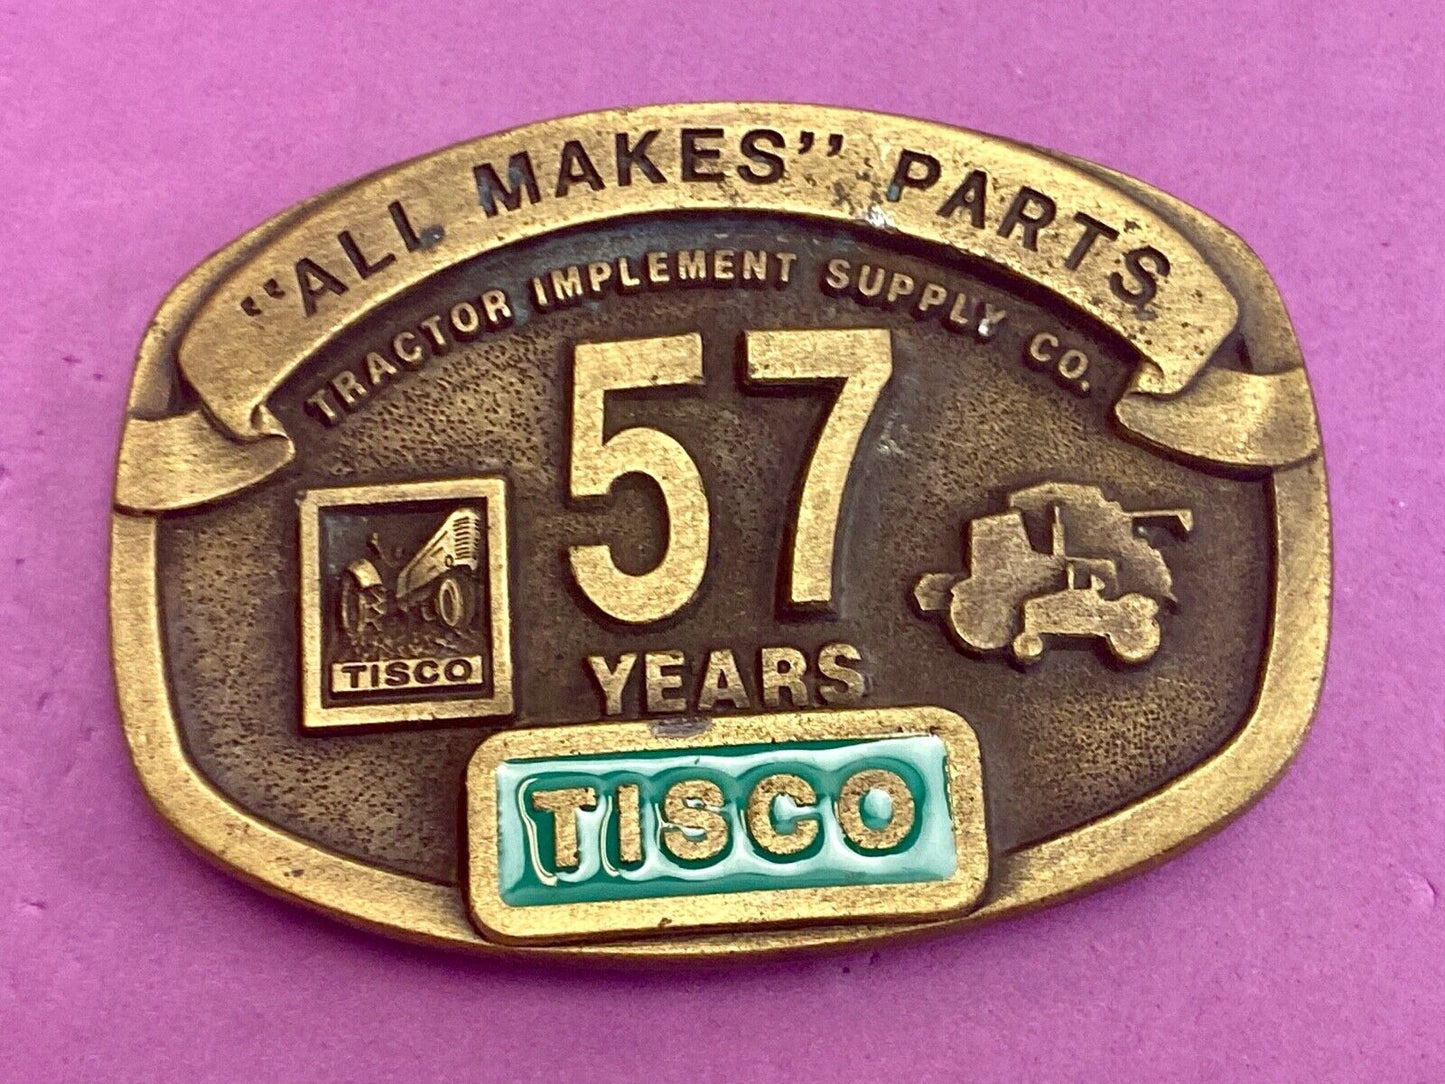 "ALL MAKES" PARTS
TRACTOR IMPLEMENT SUPPLY CO.
57
YEARS
TISCO
TISCO